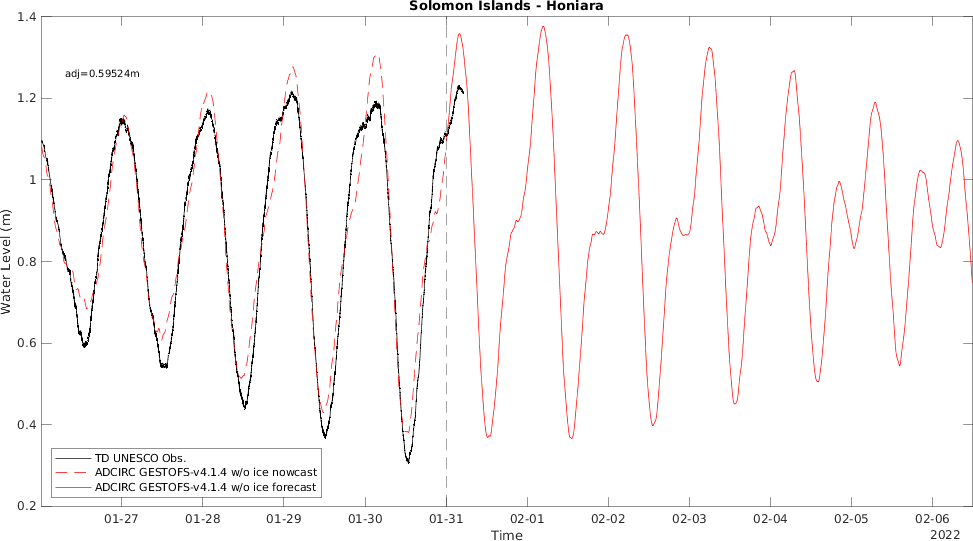 Solomon Islands - Honiara
1.4
1.2
1
0.8
0.6
0.4
0.2
Water Level (m)
adj=0.59524m
TD UNESCO Obs.
ADCIRC GESTOFS-v4.1.4 w/o ice nowcast
ADCIRC GESTOFS-v4.1.4 w/o ice forecast
01-27 01-28 01-29 01-30 01-31 02-01 02-02 02-03 02-04 02-05 02-06
2022
Time